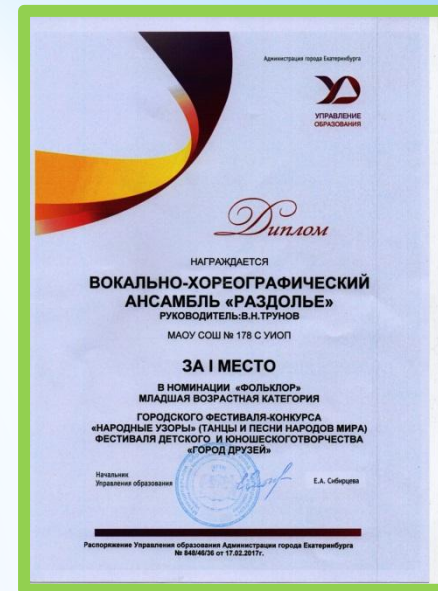 Администрация города Екатеринбурга
УПРАВЛЕНИЕ
ОБРАЗОВАНИЯ
Диплом
НАГРАЖДАЕТСЯ
ВОКАЛЬНО-ХОРЕОГРАФИЧЕСКИЙ
АНСАМБЛЬ «РАЗДОЛЬЕ»
РУКОВОДИТЕЛЬ:В.Н.ТРУНОВ
МАОУ СОШ № 178 С УИОП
ЗА I МЕСТО
В НОМИНАЦИИ «ФОЛЬКЛОР»
МЛАДШАЯ ВОЗРАСТНАЯ КАТЕГОРИЯ
ГОРОДСКОГО ФЕСТИВАЛЯ-КОНКУРСА
«НАРОДНЫЕ УЗОРЫ» (ТАНЦЫ И ПЕСНИ НАРОДОВ МИРА)
ФЕСТИВАЛЯ ДЕТСКОГО И ЮНОШЕСКОГОТВОРЧЕСТВА
«ГОРОД ДРУЗЕЙ»
Начальник
Управления образования
Е.А. Сибирцева
Распоряжение Управления образования Администрации города Екатеринбурга
№ 848/46/36 от 17.02.2017г.